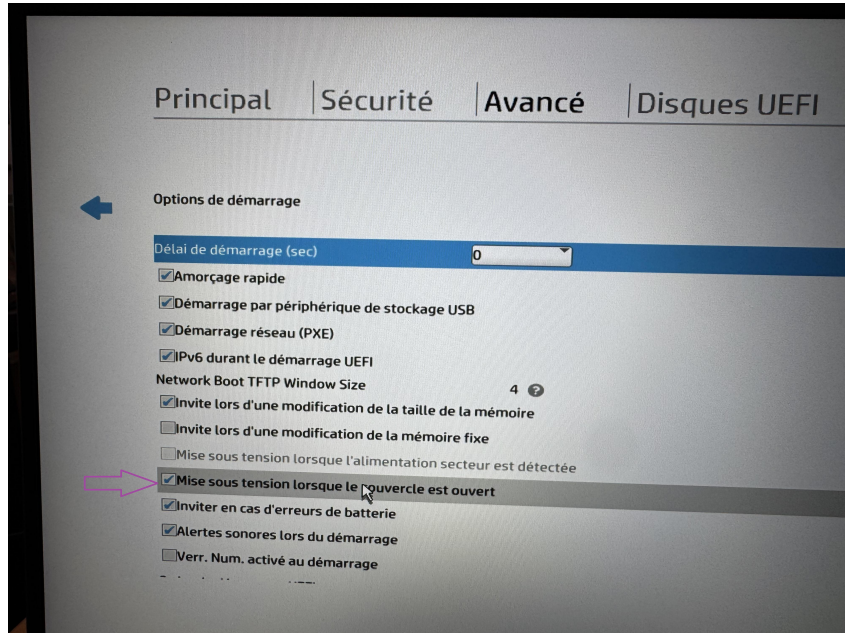 Principal Sécurité Avancé Disques UEFI
Options de démarrage
Délai de démarrage (sec) 0
Amorçage rapide
Démarrage par périphérique de stockage USB
Démarrage réseau (PXE)
IPv6 durant le démarrage UEFI
Network Boot TFTP Window Size 4 ?
Invite lors d'une modification de la taille de la mémoire
Invite lors d'une modification de la mémoire fixe
Mise sous tension lorsque l'alimentation secteur est détectée
Mise sous tension lorsque le couvercle est ouvert
Inviter en cas d'erreurs de batterie
Alertes sonores lors du démarrage
Verr. Num. activé au démarrage